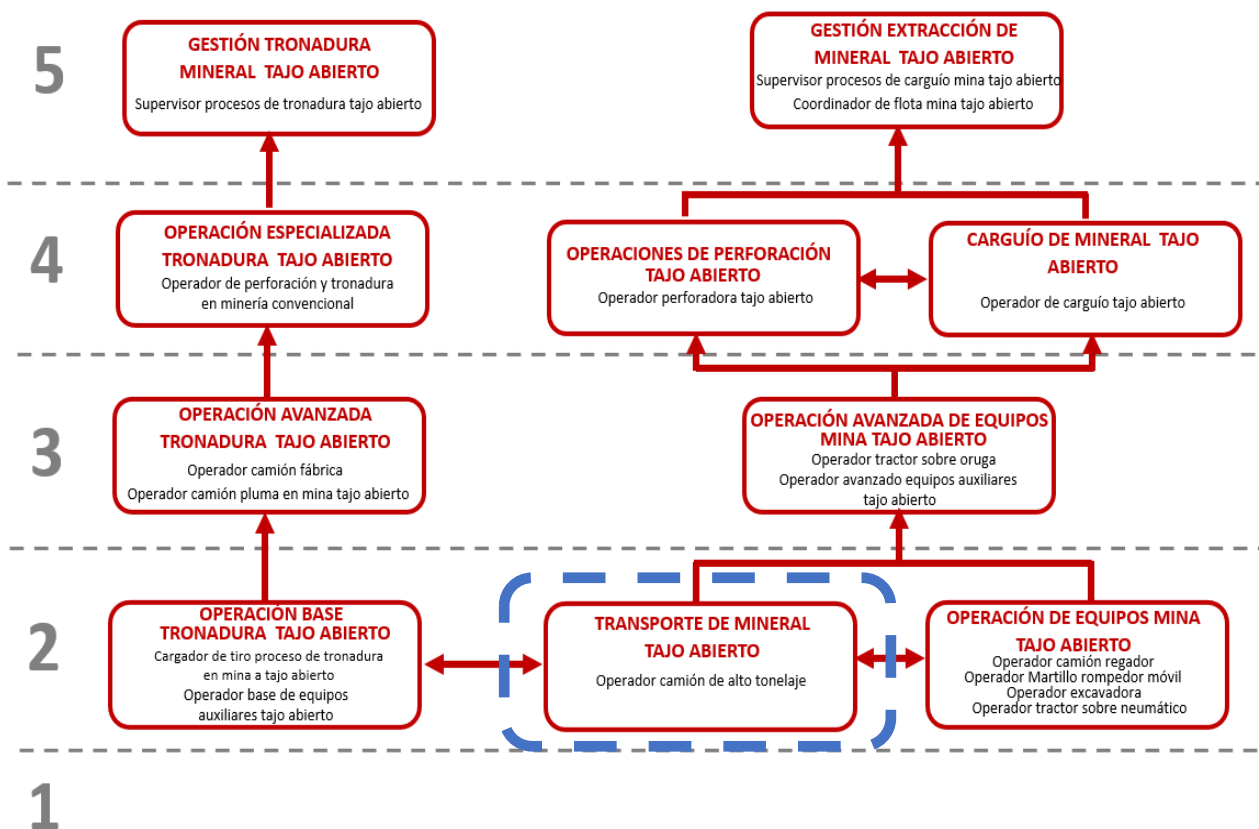 5
GESTIÓN TRONADURA
MINERAL TAJO ABIERTO
Supervisor procesos de tronadura tajo abierto
GESTIÓN EXTRACCIÓN DE
MINERAL TAJO ABIERTO
Supervisor procesos de carguío mina tajo abierto
Coordinador de flota mina tajo abierto
4
OPERACIÓN ESPECIALIZADA
TRONADURA TAJO ABIERTO
Operador de perforación y tronadura
en minería convencional
OPERACIONES DE PERFORACIÓN
TAJO ABIERTO
Operador perforadora tajo abierto
CARGUÍO DE MINERAL TAJO
ABIERTO
Operador de carguío tajo abierto
3
OPERACIÓN AVANZADA
TRONADURA TAJO ABIERTO
Operador camión fábrica
Operador camión pluma en mina tajo abierto
OPERACIÓN AVANZADA DE EQUIPOS
MINA TAJO ABIERTO
Operador tractor sobre oruga
Operador avanzado equipos auxiliares
tajo abierto
2
OPERACIÓN BASE
TRONADURA TAJO ABIERTO
Cargador de tiro proceso de tronadura
en mina a tajo abierto
Operador base de equipos
auxiliares tajo abierto
TRANSPORTE DE MINERAL
TAJO ABIERTO
Operador camión de alto tonelaje
OPERACIÓN DE EQUIPOS MINA
TAJO ABIERTO
Operador camión regador
Operador Martillo rompedor móvil
Operador excavadora
Operador tractor sobre neumático
1